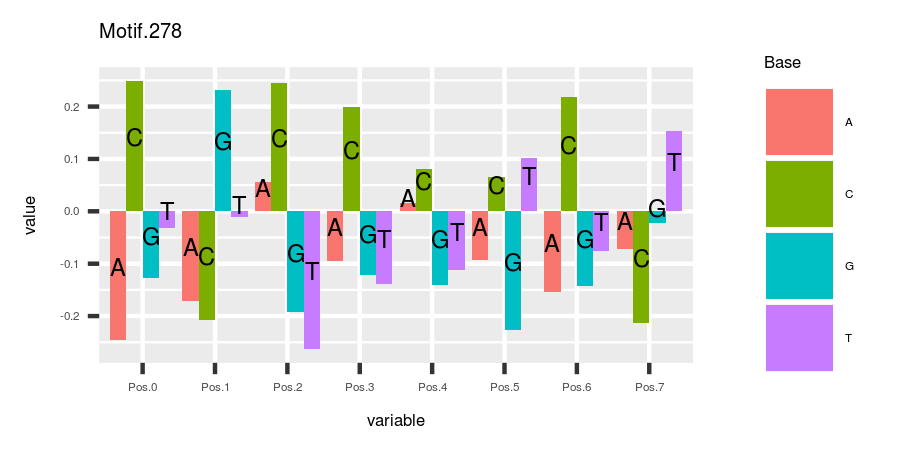 Motif.278
Base
A
C
G
T
value
0.2
0.1
0.0
-0.1
-0.2
A C G T
A C G T
A C G T
A C G T
A C G T
A C G T
A C G T
A C G T
Pos.0 Pos.1 Pos.2 Pos.3 Pos.4 Pos.5 Pos.6 Pos.7
variable